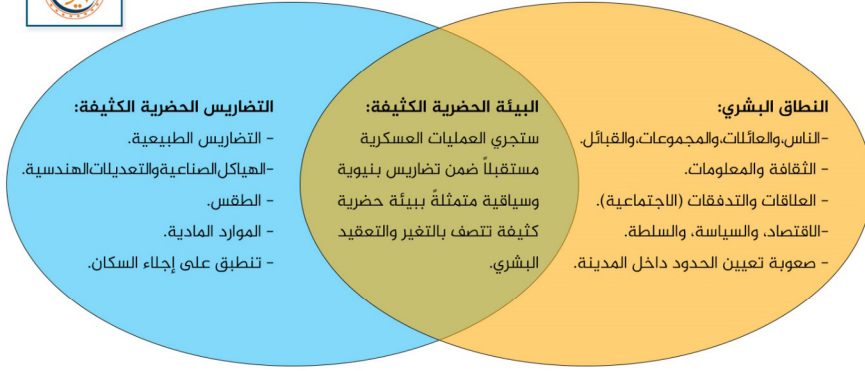 النطاق البشري:
-الناس،والعائلات،والمجموعات،والقبائل.
- الثقافة والمعلومات.
- العلاقات والتدفقات (الاجتماعية).
-الاقتصاد، والسياسة، والسلطة.
- صعوبة تعيين الحدود داخل المدينة.
البيئة الحضرية الكثيفة:
ستجري العمليات العسكرية
مستقبلاً ضمن تضاريس بنيوية
وسياقية متمثلةً ببيئة حضرية
كثيفة تتصف بالتغير والتعقيد
البشري.
التضاريس الحضرية الكثيفة:
- التضاريس الطبيعية.
-الهياكل الصناعية والتعديلات الهندسية.
- الطقس.
- الموارد المادية.
- تنطبق على إجلاء السكان.